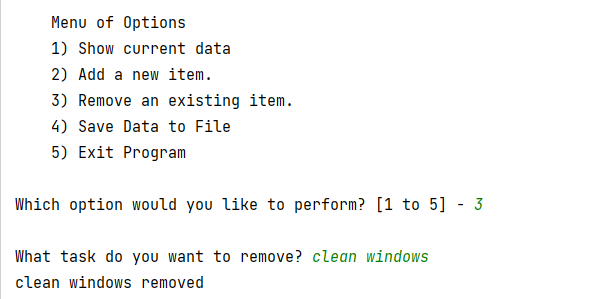 Menu of Options
1) Show current data
2) Add a new item.
3) Remove an existing item.
4) Save Data to File
5) Exit Program
Which option would you like to perform? [1 to 5] - 3
What task do you want to remove? clean windows
clean windows removed